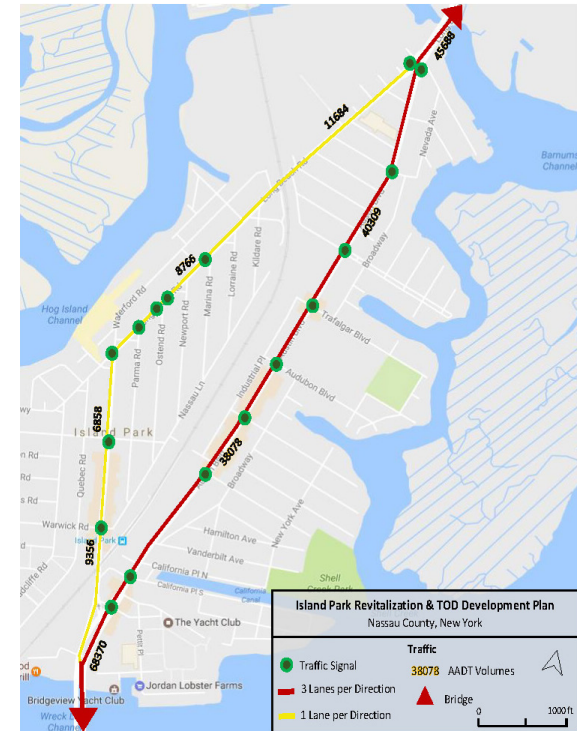 45688
11684
Nevada Ave
Barnums
Channel
40309
Broadway
Kildare Rd
8766
Lorraine Rd
Marina Rd
Waterford Rd
Hog Island
Channel
Newport Rd
Ostend Rd
Parma Rd
Trafalgar Blvd
Industrial Pl
Audubon Blvd
Nassau Ln
6858
Island Park
38078
Broadway
Quebec Rd
Rd
Rd
New York Ave
Warwick Rd
Island Park
9356
Hamilton Ave
Vanderbilt Ave
California Pl N
California Pl S
California
Canal
Shell
Creek Park
The Yacht Club
Petit Pl
68370
Jordan Lobster Farms
Bridgeview Yacht Club
Wreck
Channel
Island Park Revitalization & TOD Development Plan
Nassau County, New York
Traffic
Traffic Signal
38078 AADT Volumes
3 Lanes per Direction
Bridge
1 Lane per Direction
0 1000 ft